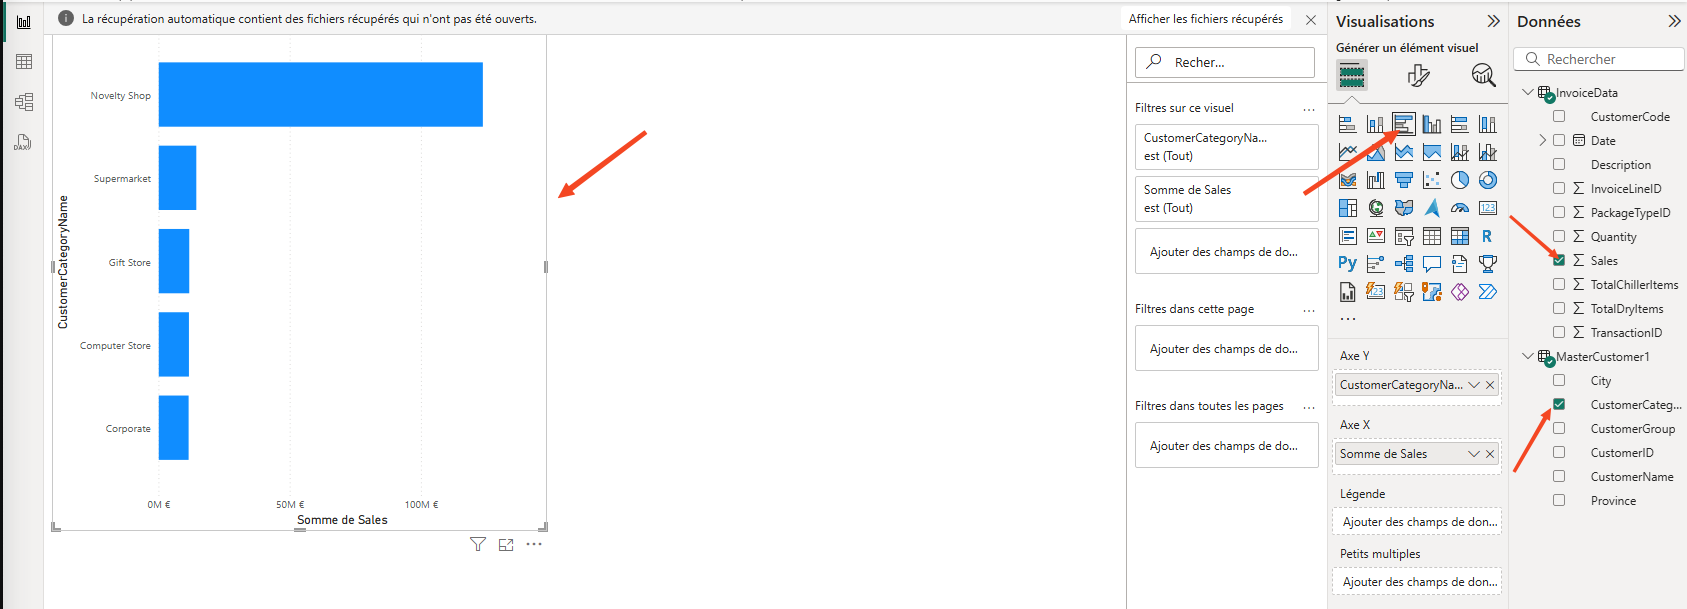 La récupération automatique contient des fichiers récupérés qui n'ont pas été ouverts.
Afficher les fichiers récupérés
CustomerCategoryName
Novelty Shop
Supermarket
Gift Store
Computer Store
Corporate
0M €
50M €
100M €
Somme de Sales
Recher...
Filtres sur ce visuel
...
CustomerCategoryNa...
est (Tout)
Somme de Sales
est (Tout)
Ajouter des champs de do...
Filtres dans cette page
...
Ajouter des champs de do...
Filtres dans toutes les pages
...
Ajouter des champs de do...
Visualisations
Générer un élément visuel
123
R
Py
...
Axe Y
CustomerCategoryNa...
Axe X
Somme de Sales
Légende
Ajouter des champs de don...
Petits multiples
Ajouter des champs de don...
Données
Rechercher
InvoiceData
CustomerCode
Date
Description
InvoiceLineID
PackageTypeID
Quantity
Sales
TotalChillerItems
TotalDryItems
TransactionID
MasterCustomer1
City
CustomerCateg...
CustomerGroup
CustomerID
CustomerName
Province
DAX